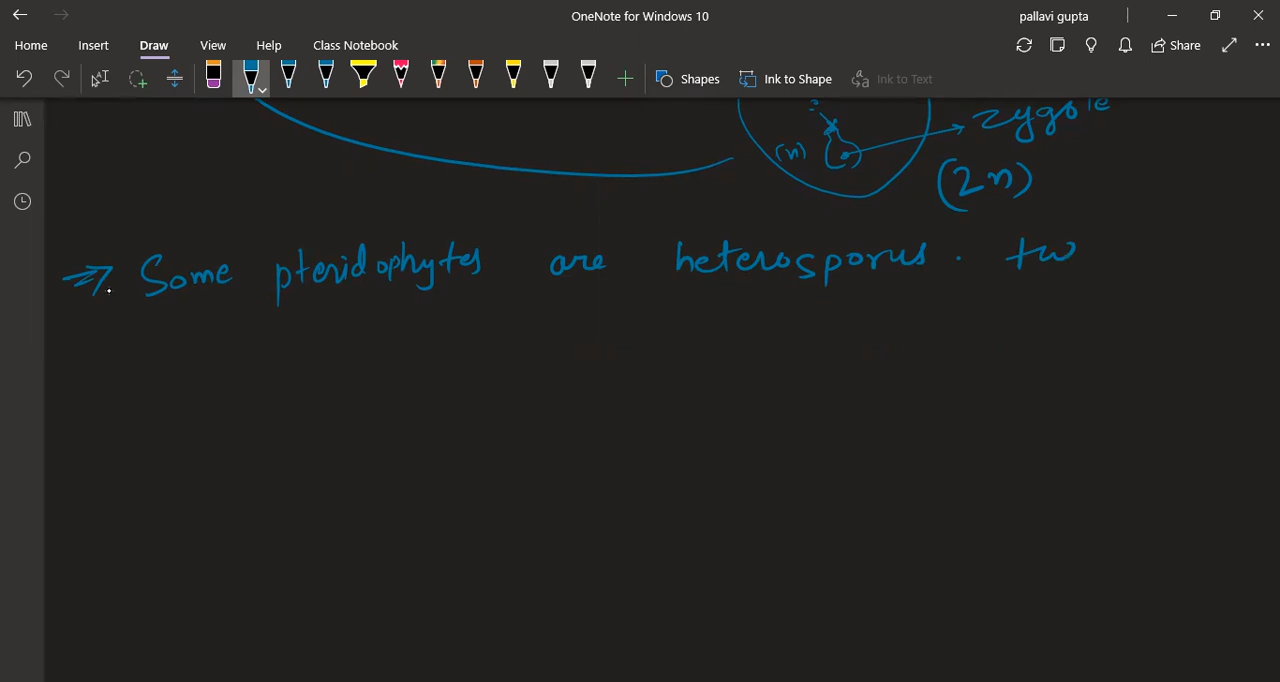 OneNote for Windows 10
pallavi gupta
Home Insert Draw View Help Class Notebook
Share
Shapes Ink to Shape Ink to Text
zygote
(n)
(2n)
Some pteridophytes are heterosporus. tw